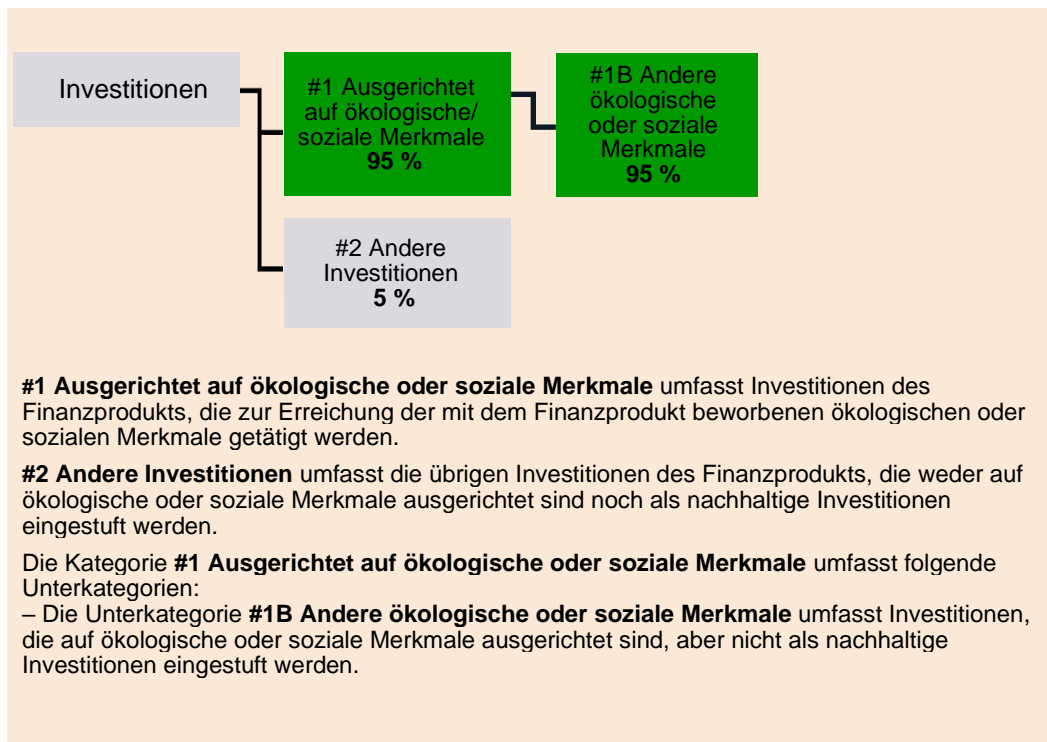 Investitionen
#1 Ausgerichtet
auf ökologische/
soziale Merkmale
95 %
#1B Andere
ökologische
oder soziale
Merkmale
95 %
#2 Andere
Investitionen
5 %
#1 Ausgerichtet auf ökologische oder soziale Merkmale umfasst Investitionen des
Finanzprodukts, die zur Erreichung der mit dem Finanzprodukt beworbenen ökologischen oder
sozialen Merkmale getätigt werden.
#2 Andere Investitionen umfasst die übrigen Investitionen des Finanzprodukts, die weder auf
ökologische oder soziale Merkmale ausgerichtet sind noch als nachhaltige Investitionen
eingestuft werden.
Die Kategorie #1 Ausgerichtet auf ökologische oder soziale Merkmale umfasst folgende
Unterkategorien:
– Die Unterkategorie #1B Andere ökologische oder soziale Merkmale umfasst Investitionen,
die auf ökologische oder soziale Merkmale ausgerichtet sind, aber nicht als nachhaltige
Investitionen eingestuft werden.